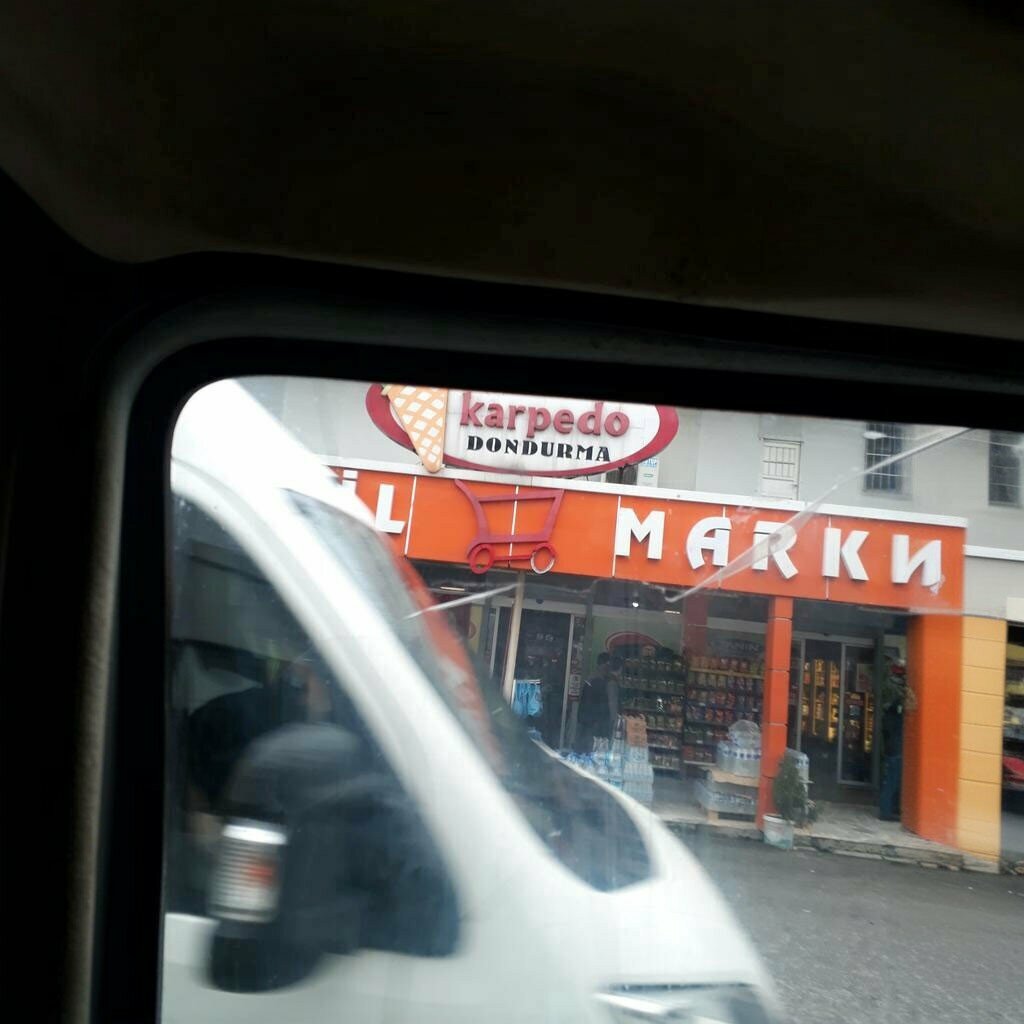 karpedo
DONDURMA
İL MARKИ